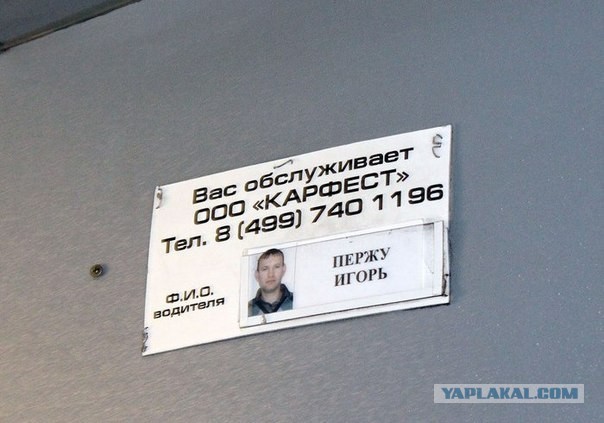 Вас обслуживает
ООО «КАРФЕСТ»
Тел. 8 (499) 740 1196
Ф.И.О.
водителя
ПЕРЖУ
ИГОРЬ
YAPLAKAL.COM